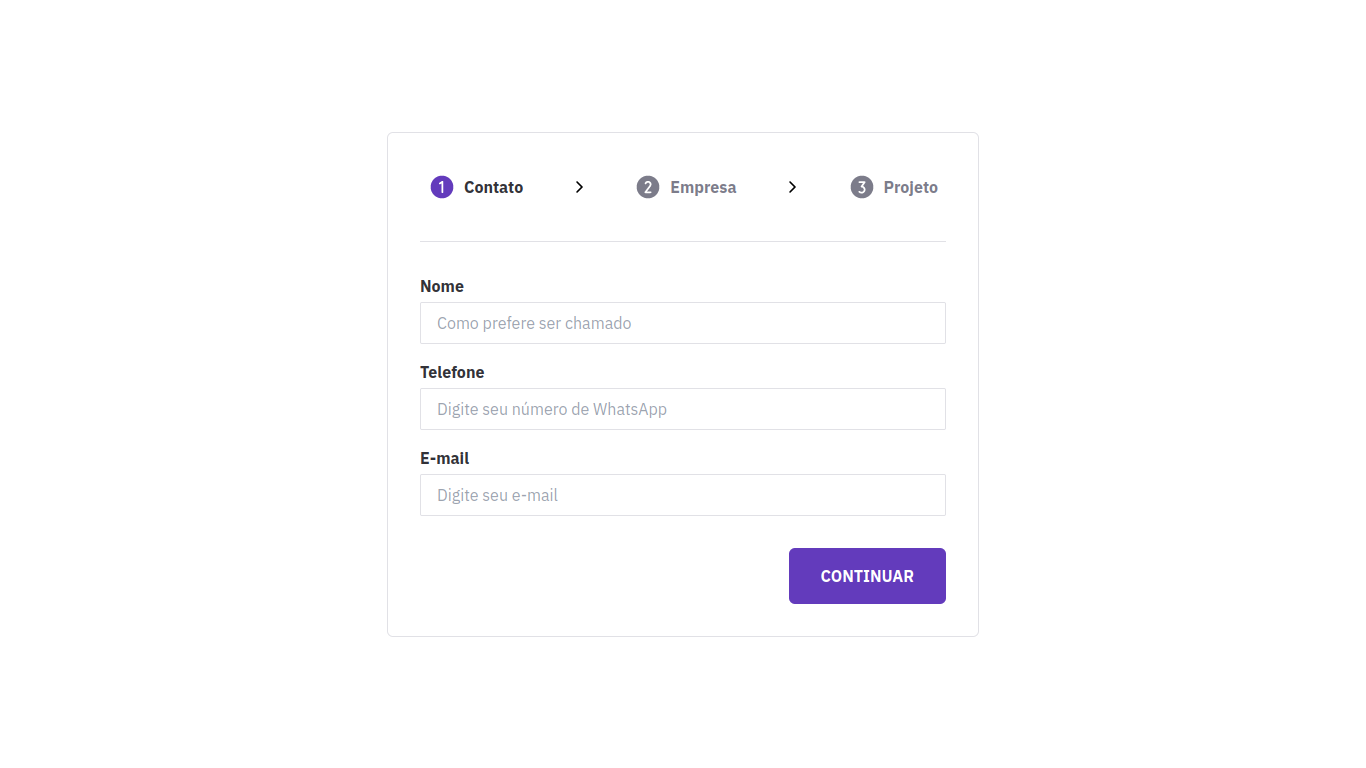 1 Contato > 2 Empresa > 3 Projeto
Nome
Como prefere ser chamado
Telefone
Digite seu número de WhatsApp
E-mail
Digite seu e-mail
CONTINUAR